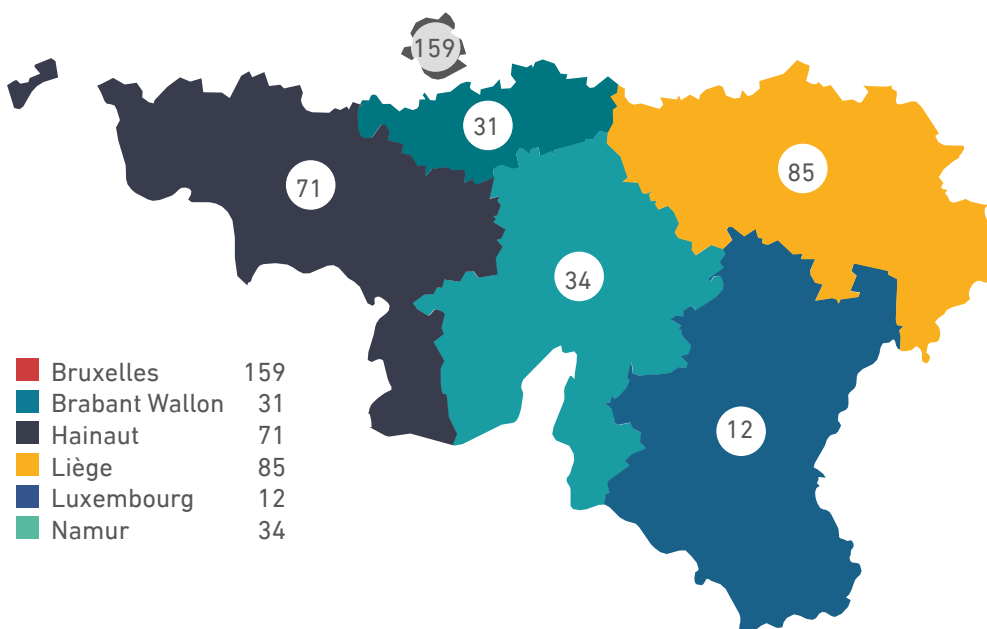 159
31
71
85
34
12
Bruxelles 159
Brabant Wallon 31
Hainaut 71
Liège 85
Luxembourg 12
Namur 34